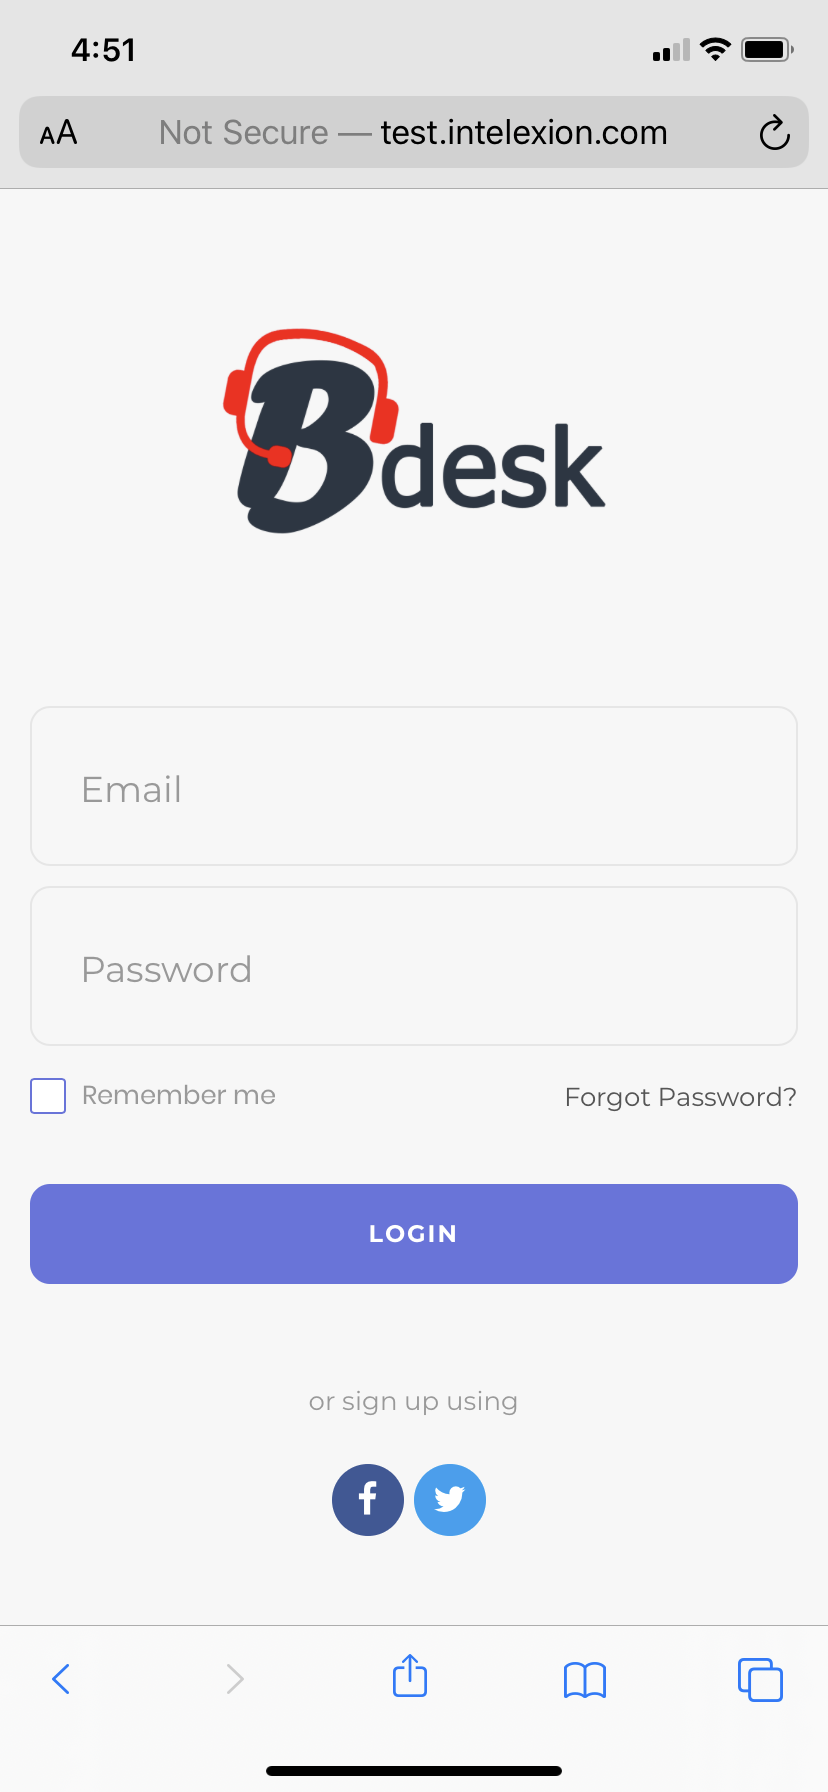 4:51
AA Not Secure — test.intelexion.com
Bdesk
Email
Password
Remember me Forgot Password?
LOGIN
or sign up using